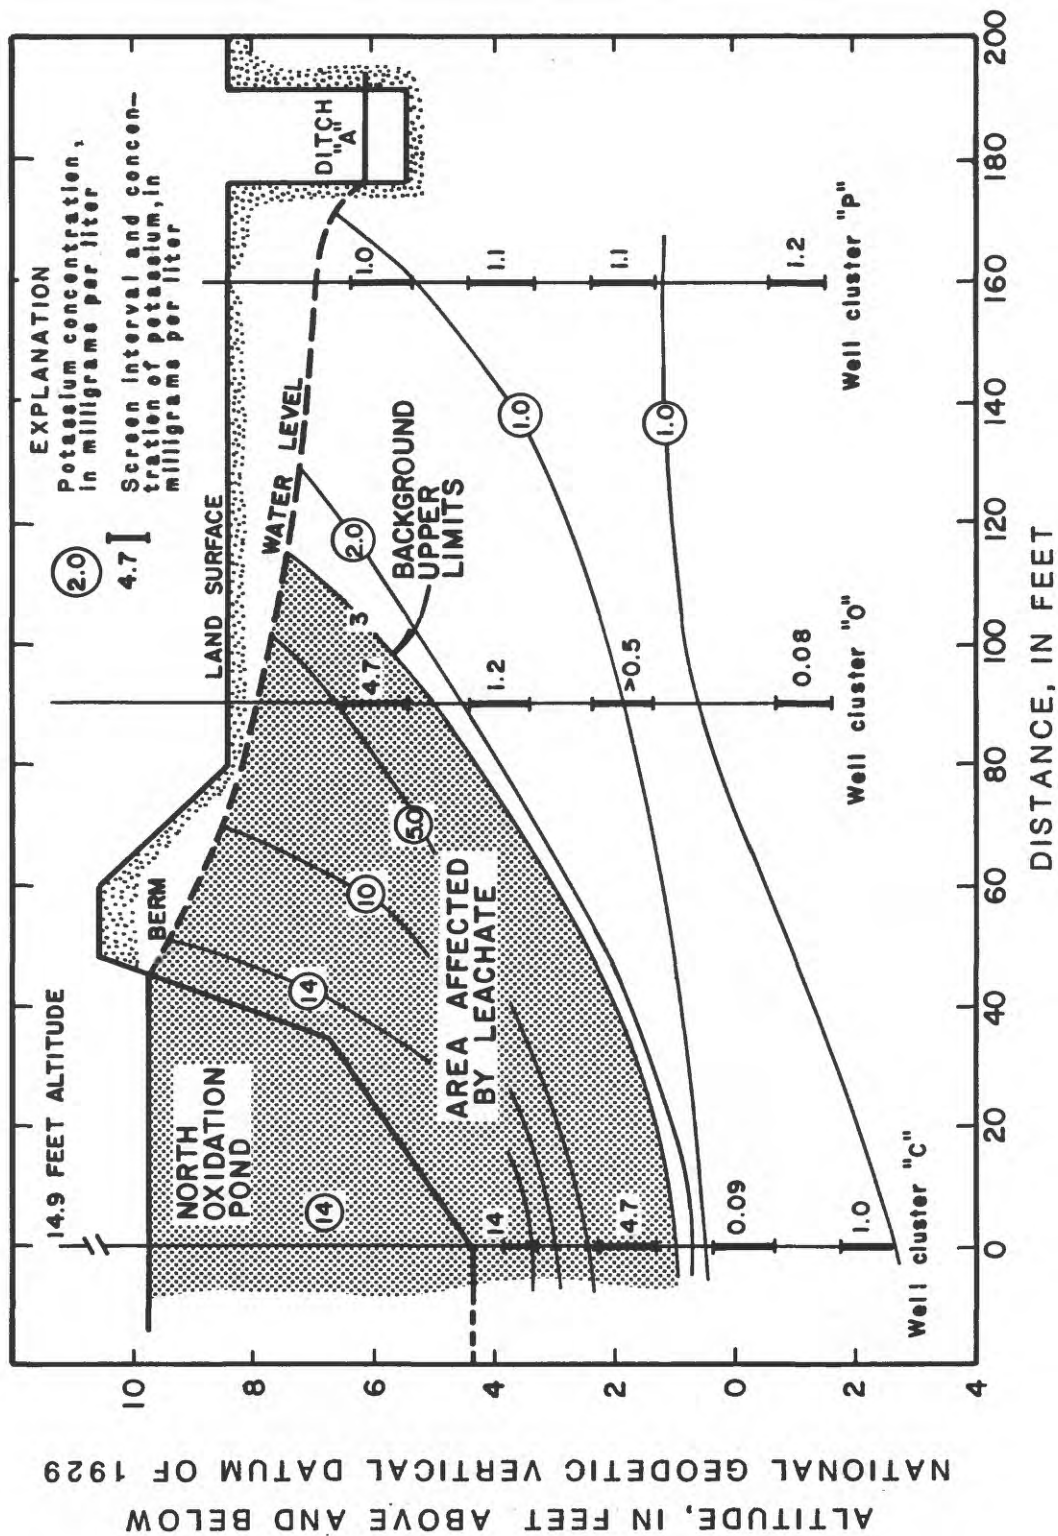 EXPLANATION
2.0
Potassium concentration,
in milligrams per liter
4.7
Screen interval and concen-
tration of potassium, in
milligrams per liter
14.9 FEET ALTITUDE
LAND SURFACE
BERM
WATER LEVEL
DITCH
"A"
NORTH
OXIDATION
POND
14
14
10
5.0
3
2.0
BACKGROUND
UPPER
LIMITS
AREA AFFECTED
BY LEACHATE
1.0
1.0
14
4.7
0.09
1.0
4.7
1.2
>0.5
0.08
1.0
1.1
1.1
1.2
Well cluster "C"
Well cluster "O"
Well cluster "P"
10
8
6
4
2
0
2
4
ALTITUDE, IN FEET ABOVE AND BELOW
NATIONAL GEODETIC VERTICAL DATUM OF 1929
0
20
40
60
80
100
120
140
160
180
200
DISTANCE, IN FEET